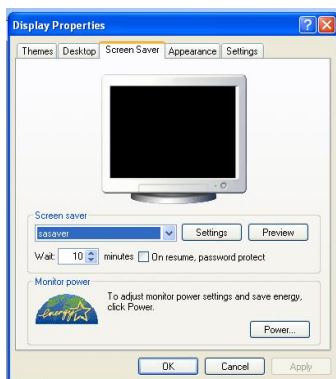 Display Properties
Themes Desktop Screen Saver Appearance Settings
Screen saver
sasaver Settings Preview
Wait: 10 minutes On resume, password protect
Monitor power
To adjust monitor power settings and save energy,
click Power.
energy
Power...
OK Cancel Apply